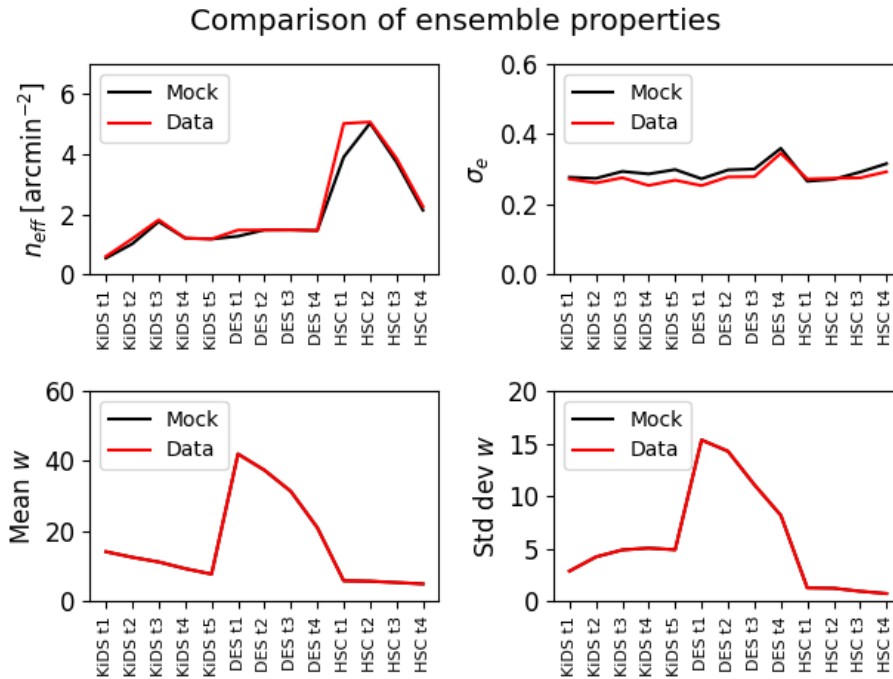 Comparison of ensemble properties
n_eff [arcmin⁻²]
6
4
2
0
Mock
Data
KiDS t1
KiDS t2
KiDS t3
KiDS t4
KiDS t5
DES t1
DES t2
DES t3
DES t4
HSC t1
HSC t2
HSC t3
HSC t4
σ_e
0.6
0.4
0.2
0.0
Mock
Data
KiDS t1
KiDS t2
KiDS t3
KiDS t4
KiDS t5
DES t1
DES t2
DES t3
DES t4
HSC t1
HSC t2
HSC t3
HSC t4
Mean w
60
40
20
0
Mock
Data
KiDS t1
KiDS t2
KiDS t3
KiDS t4
KiDS t5
DES t1
DES t2
DES t3
DES t4
HSC t1
HSC t2
HSC t3
HSC t4
Std dev w
20
15
10
5
0
Mock
Data
KiDS t1
KiDS t2
KiDS t3
KiDS t4
KiDS t5
DES t1
DES t2
DES t3
DES t4
HSC t1
HSC t2
HSC t3
HSC t4